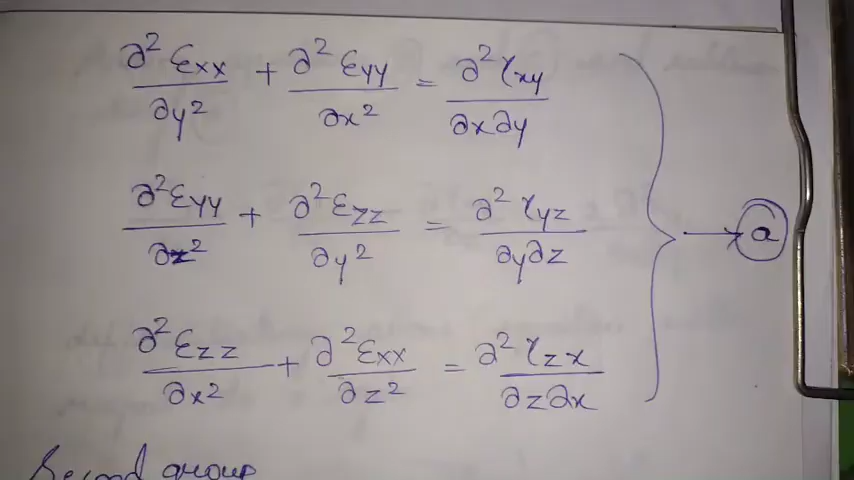 ∂²εxx/∂y² + ∂²εyy/∂x² = ∂²γxy/∂x∂y
∂²εyy/∂z² + ∂²εzz/∂y² = ∂²γyz/∂y∂z → (a)
∂²εzz/∂x² + ∂²εxx/∂z² = ∂²γzx/∂z∂x
Second group